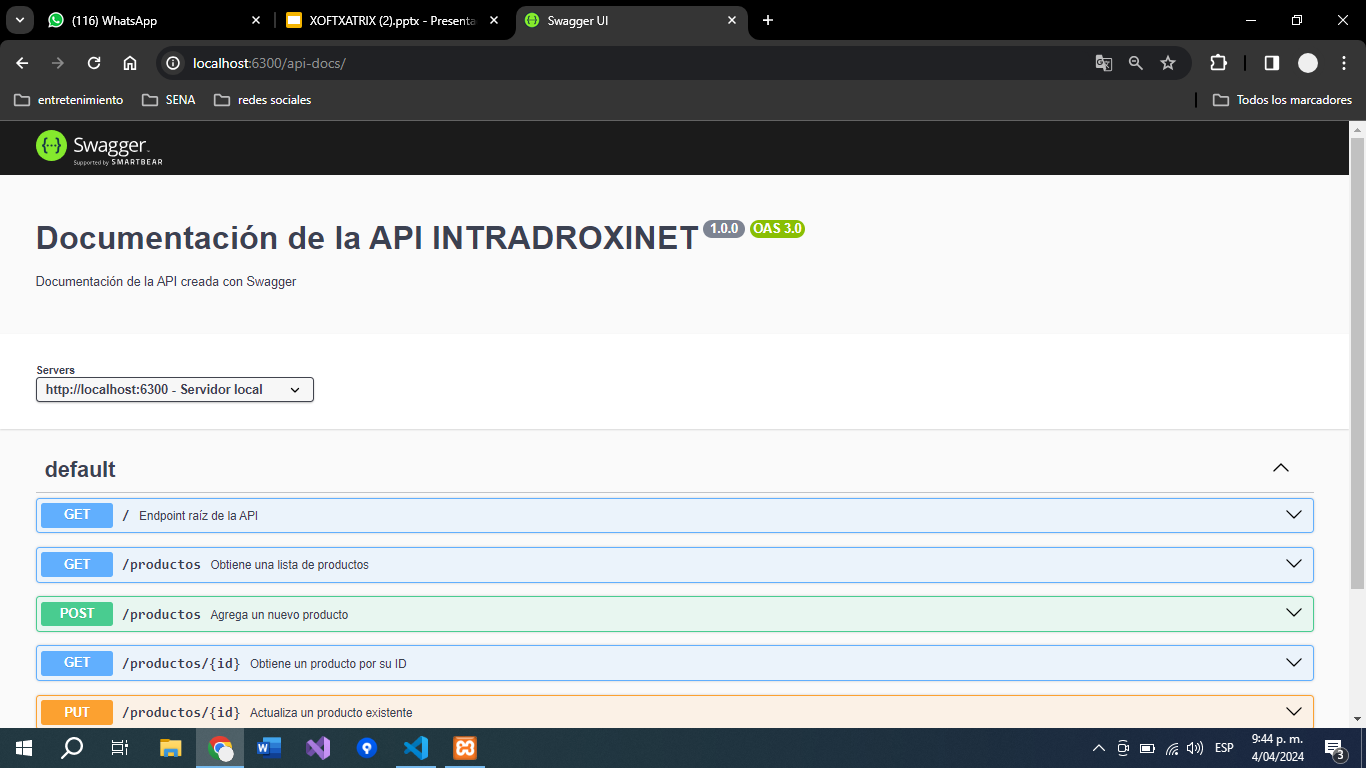 (116) WhatsApp
XOFTXATRIX (2).pptx - Presenta
Swagger UI
localhost:6300/api-docs/
entretenimiento
SENA
redes sociales
Todos los marcadores
Swagger.
Supported by SMARTBEAR
Documentación de la API INTRADROXINET 1.0.0 OAS 3.0
Documentación de la API creada con Swagger
Servers
http://localhost:6300 - Servidor local
default
GET / Endpoint raíz de la API
GET /productos Obtiene una lista de productos
POST /productos Agrega un nuevo producto
GET /productos/{id} Obtiene un producto por su ID
PUT /productos/{id} Actualiza un producto existente
ESP
9:44 p. m.
4/04/2024
3